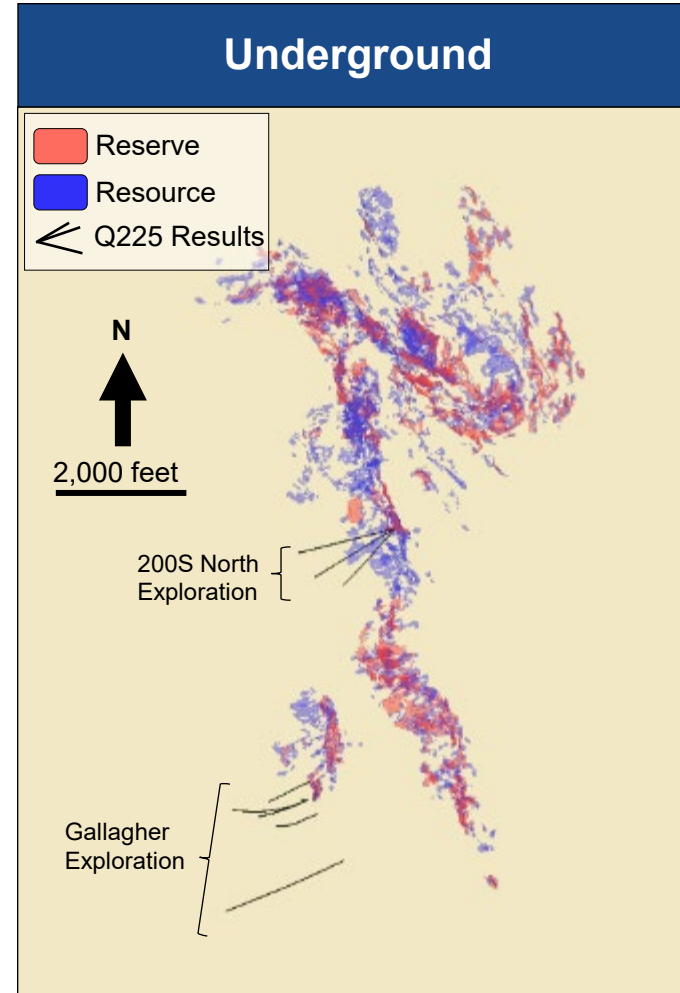 Underground
Reserve
Resource
Q225 Results
N
2,000 feet
200S North
Exploration
Gallagher
Exploration